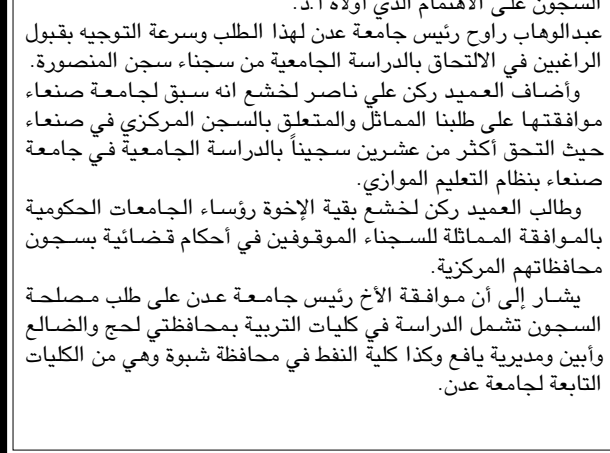 السجون على الاهتمام الذي أولاه أ.د.
عبدالوهاب راوح رئيس جامعة عدن لهذا الطلب وسرعة التوجيه بقبول
الراغبين في الالتحاق بالدراسة الجامعية من سجناء سجن المنصورة.
وأضاف العميد ركن علي ناصر لخشع انه سبق لجامعة صنعاء
موافقتها على طلبنا المماثل والمتعلق بالسجن المركزي في صنعاء
حيث التحق أكثر من عشرين سجيناً بالدراسة الجامعية في جامعة
صنعاء بنظام التعليم الموازي.
وطالب العميد ركن لخشع بقية الإخوة رؤساء الجامعات الحكومية
بالموافقة المماثلة للسجناء الموقوفين في أحكام قضائية بسجون
محافظاتهم المركزية.
يشار إلى أن موافقة الأخ رئيس جامعة عدن على طلب مصلحة
السجون تشمل الدراسة في كليات التربية بمحافظتي لحج والضالع
وأبين ومديرية يافع وكذا كلية النفط في محافظة شبوة وهي من الكليات
التابعة لجامعة عدن.